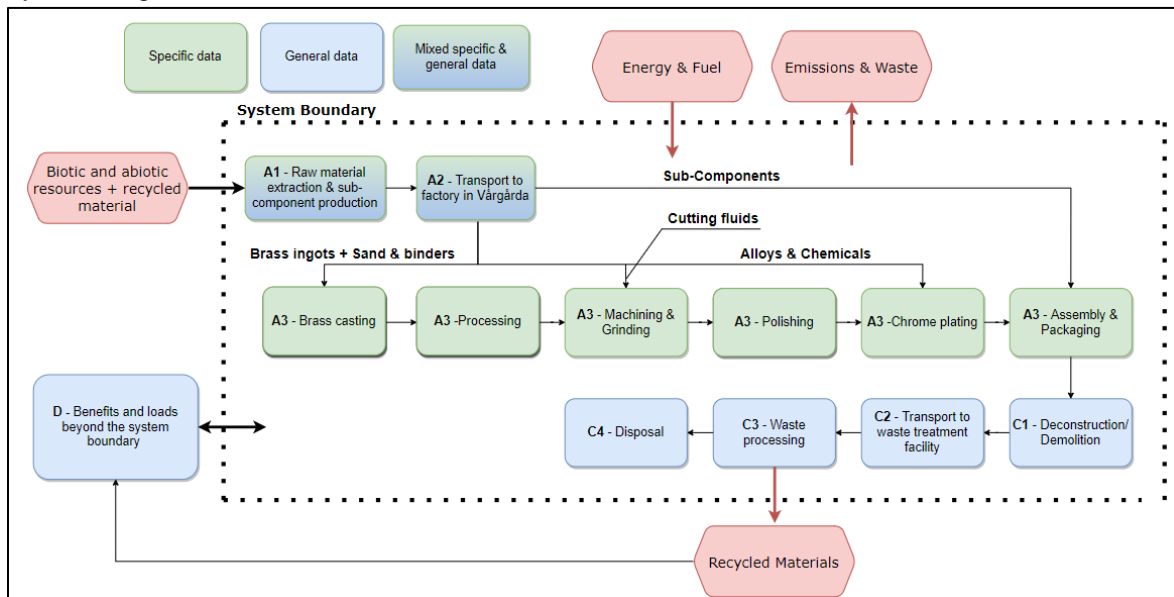 Specific data
General data
Mixed specific &
general data
Energy & Fuel
Emissions & Waste
System Boundary
Biotic and abiotic
resources + recycled
material
A1 - Raw material
extraction & sub-
component production
A2 - Transport to
factory in Vårgårda
Sub-Components
Cutting fluids
Brass ingots + Sand & binders
Alloys & Chemicals
A3 - Brass casting
A3 -Processing
A3 - Machining &
Grinding
A3 - Polishing
A3 -Chrome plating
A3 - Assembly &
Packaging
D - Benefits and loads
beyond the system
boundary
C4 - Disposal
C3 - Waste
processing
C2 - Transport to
waste treatment
facility
C1 - Deconstruction/
Demolition
Recycled Materials